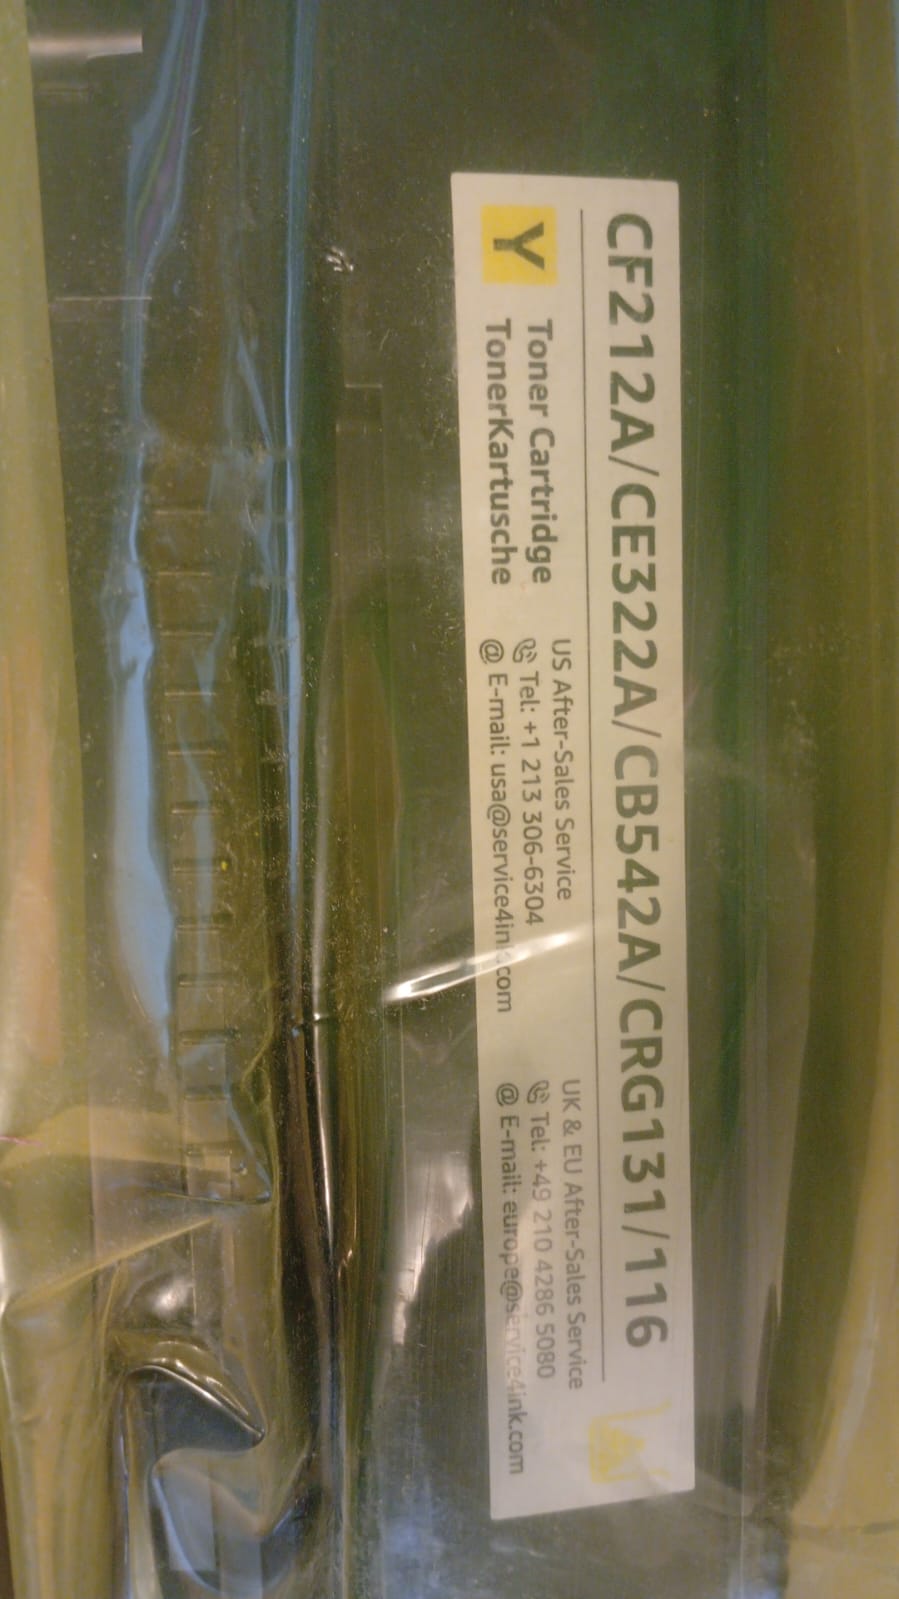 CF212A/CE322A/CB542A/CRG131/116
Y
Toner Cartridge
TonerKartusche
US After-Sales Service
Tel: +1 213 306-6304
@ E-mail: usa@service4ink.com
UK & EU After-Sales Service
Tel: +49 210 4286 5080
@ E-mail: europe@service4ink.com